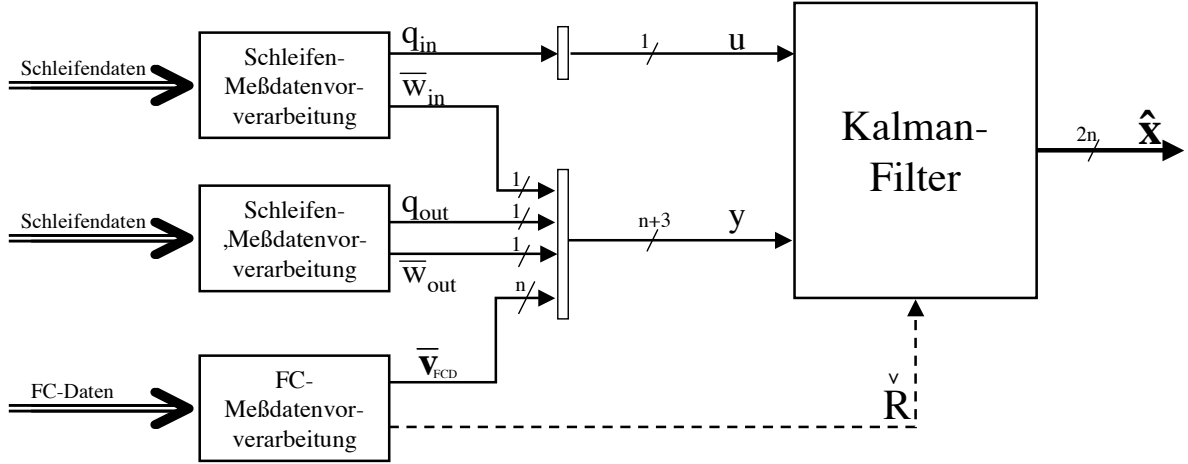 Schleifendaten
Schleifen-
Meßdatenvor-
verarbeitung
q_in
w̅_in
1
u
Kalman-
Filter
2n
x̂
Schleifendaten
Schleifen-
,Meßdatenvor-
verarbeitung
q_out
w̅_out
1
1
1
n
n+3
y
FC-Daten
FC-
Meßdatenvor-
verarbeitung
v̅_FCD
Ř